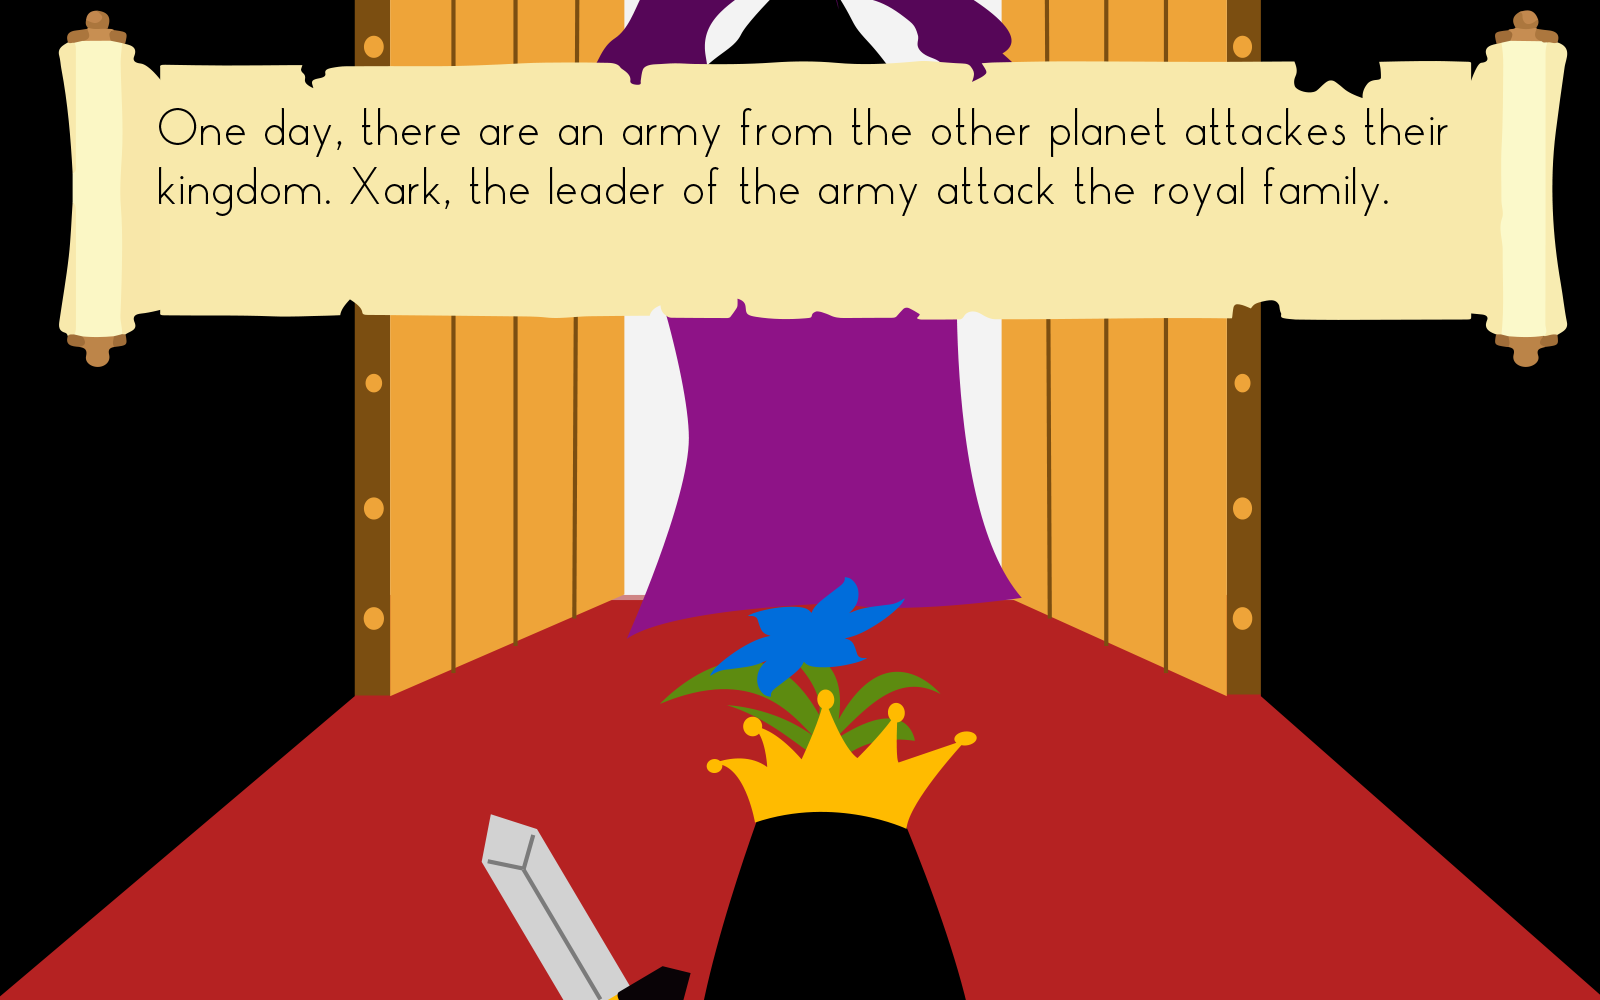 One day, there are an army from the other planet attackes their
kingdom. Xark, the leader of the army attack the royal family.